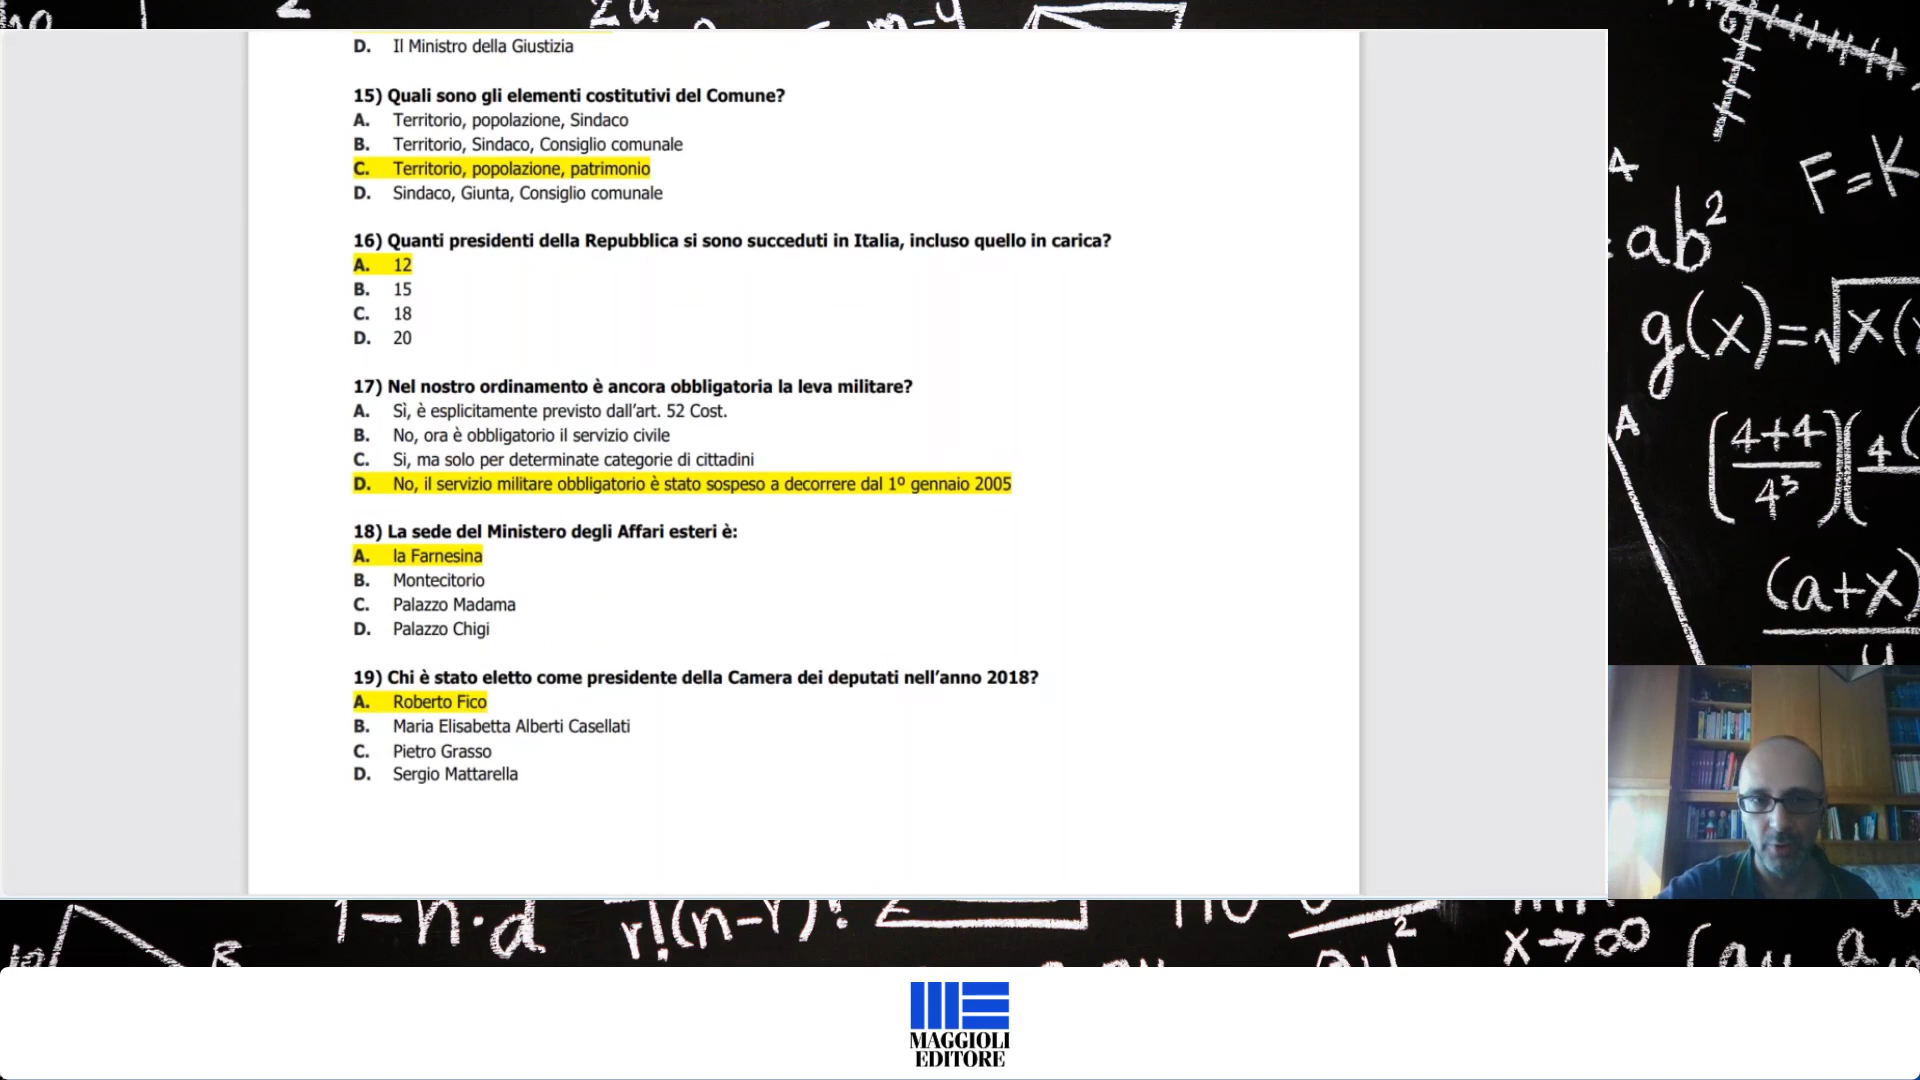 D. Il Ministro della Giustizia
15) Quali sono gli elementi costitutivi del Comune?
A. Territorio, popolazione, Sindaco
B. Territorio, Sindaco, Consiglio comunale
C. Territorio, popolazione, patrimonio
D. Sindaco, Giunta, Consiglio comunale
16) Quanti presidenti della Repubblica si sono succeduti in Italia, incluso quello in carica?
A. 12
B. 15
C. 18
D. 20
17) Nel nostro ordinamento è ancora obbligatoria la leva militare?
A. Sì, è esplicitamente previsto dall'art. 52 Cost.
B. No, ora è obbligatorio il servizio civile
C. Si, ma solo per determinate categorie di cittadini
D. No, il servizio militare obbligatorio è stato sospeso a decorrere dal 1º gennaio 2005
18) La sede del Ministero degli Affari esteri è:
A. la Farnesina
B. Montecitorio
C. Palazzo Madama
D. Palazzo Chigi
19) Chi è stato eletto come presidente della Camera dei deputati nell'anno 2018?
A. Roberto Fico
B. Maria Elisabetta Alberti Casellati
C. Pietro Grasso
D. Sergio Mattarella
F=K
ab²
g(x)=√x(
A
(4+4
4³
(a+x)
1-n·d
r!(n-r)!
x→∞
B
MAGGIOLI
EDITORE